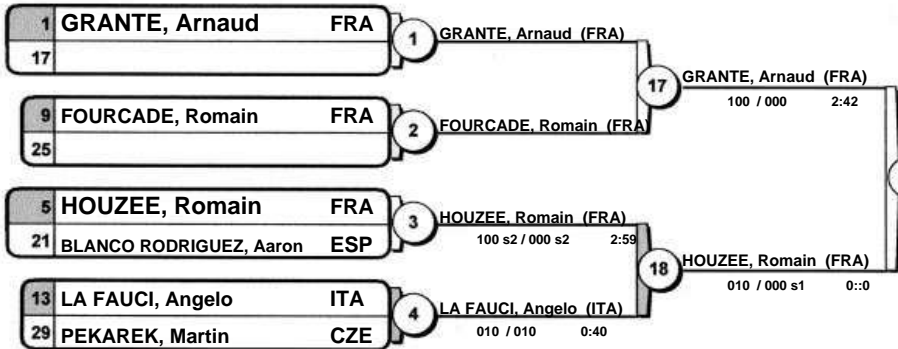 1 GRANTE, Arnaud FRA
17
1
GRANTE, Arnaud (FRA)
9 FOURCADE, Romain FRA
25
2
FOURCADE, Romain (FRA)
17
GRANTE, Arnaud (FRA)
100 / 000 2:42
5 HOUZEE, Romain FRA
21 BLANCO RODRIGUEZ, Aaron ESP
3
HOUZEE, Romain (FRA)
100 s2 / 000 s2 2:59
13 LA FAUCI, Angelo ITA
29 PEKAREK, Martin CZE
4
LA FAUCI, Angelo (ITA)
010 / 010 0:40
18
HOUZEE, Romain (FRA)
010 / 000 s1 0::0